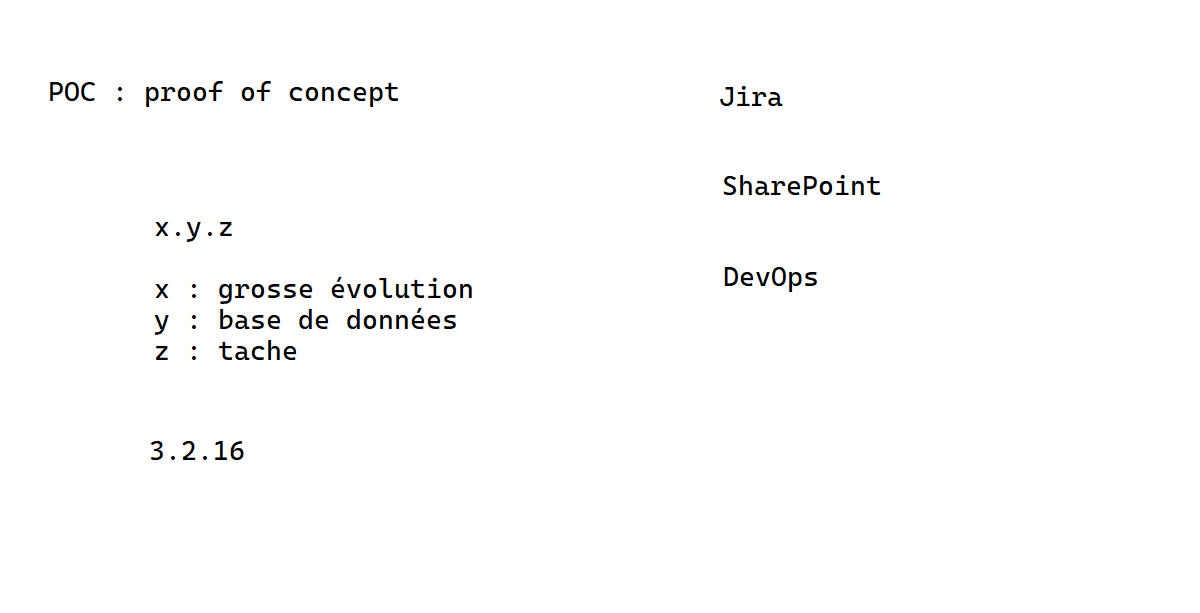 POC : proof of concept
x.y.z
x : grosse évolution
y : base de données
z : tache
3.2.16
Jira
SharePoint
DevOps